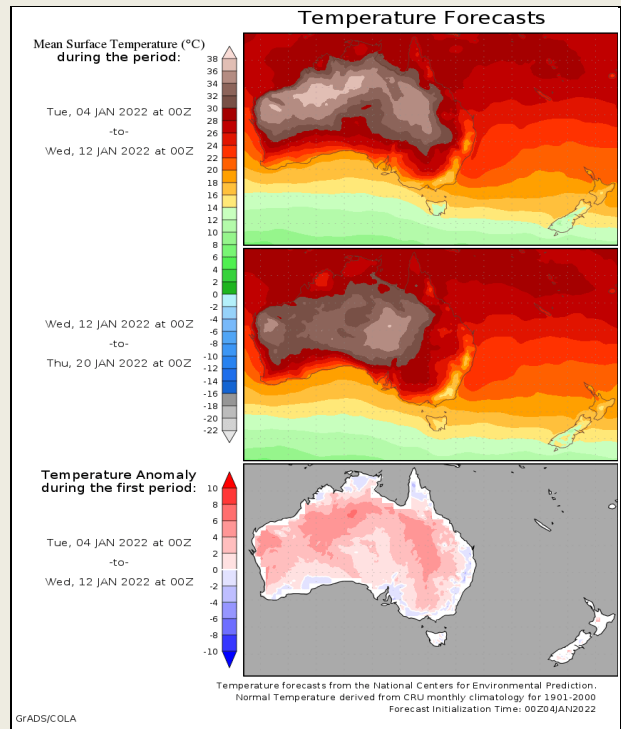 Temperature Forecasts
Mean Surface Temperature (°C)
during the period:
Tue, 04 JAN 2022 at 00Z
-to-
Wed, 12 JAN 2022 at 00Z
38
36
34
32
30
28
26
24
22
20
18
16
14
12
10
8
6
4
2
0
-2
-4
-6
-8
-10
-12
-14
-16
-18
-20
-22
Wed, 12 JAN 2022 at 00Z
-to-
Thu, 20 JAN 2022 at 00Z
Temperature Anomaly
during the first period:
Tue, 04 JAN 2022 at 00Z
-to-
Wed, 12 JAN 2022 at 00Z
10
8
6
4
2
0
-2
-4
-6
-8
-10
Temperature forecasts from the National Centers for Environmental Prediction.
Normal Temperature derived from CRU monthly climatology for 1901-2000
Forecast Initialization Time: 00Z04JAN2022
GrADS/COLA